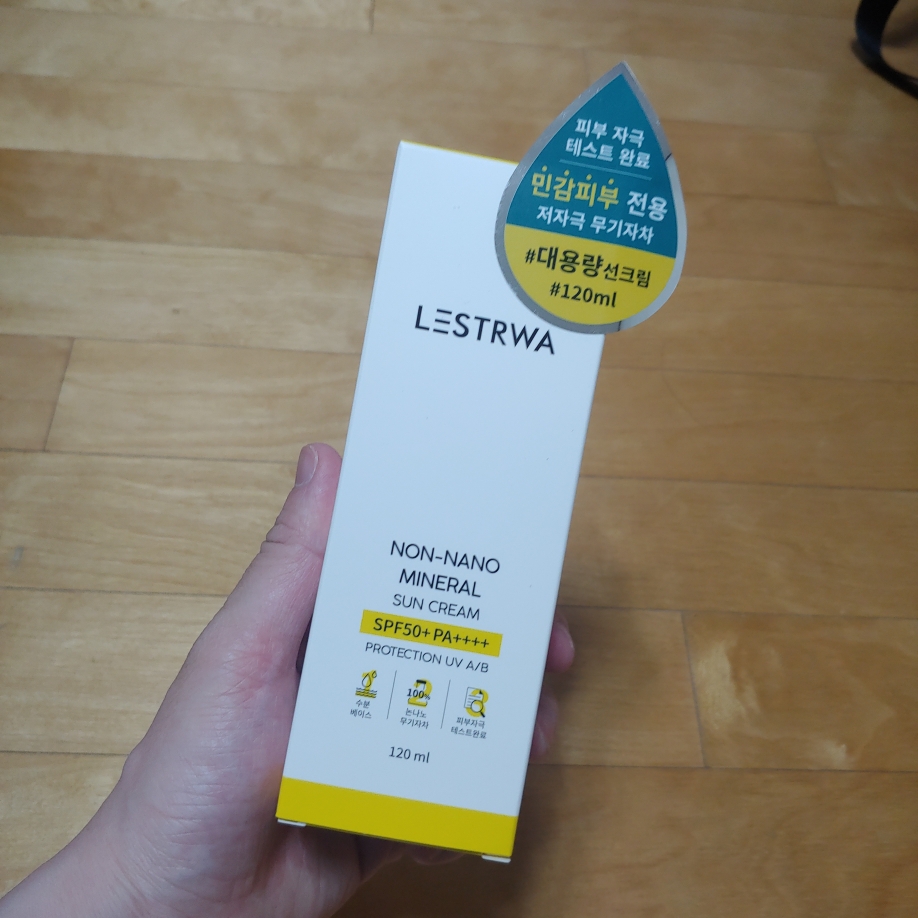 피부 자극
테스트 완료
민감피부 전용
저자극 무기자차
#대용량선크림
#120ml
LESTRWA
NON-NANO
MINERAL
SUN CREAM
SPF50+ PA++++
PROTECTION UV A/B
수분
베이스
100%
논나노
무기자차
피부자극
테스트완료
120 ml